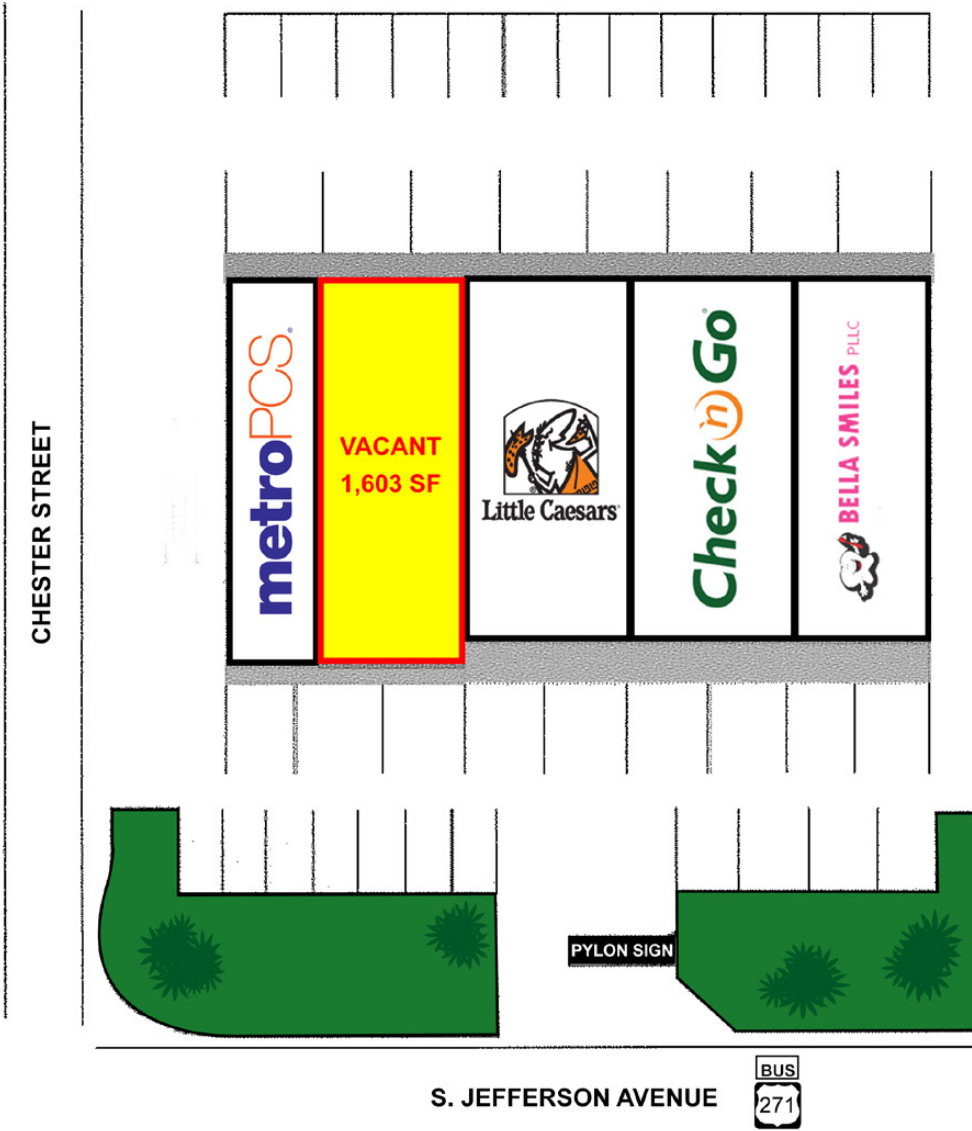 CHESTER STREET
metroPCS.
VACANT
1,603 SF
Little Caesars
Check 'n Go
BELLA SMILES PLLC
PYLON SIGN
S. JEFFERSON AVENUE
BUS
271